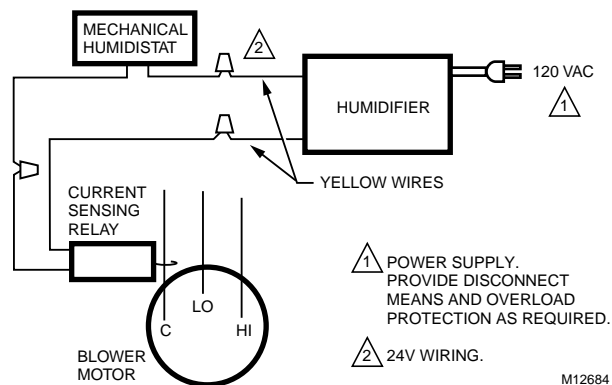 MECHANICAL
HUMIDISTAT
2
HUMIDIFIER
120 VAC
1
YELLOW WIRES
CURRENT
SENSING
RELAY
C
LO
HI
BLOWER
MOTOR
1 POWER SUPPLY.
PROVIDE DISCONNECT
MEANS AND OVERLOAD
PROTECTION AS REQUIRED.
2 24V WIRING.
M12684